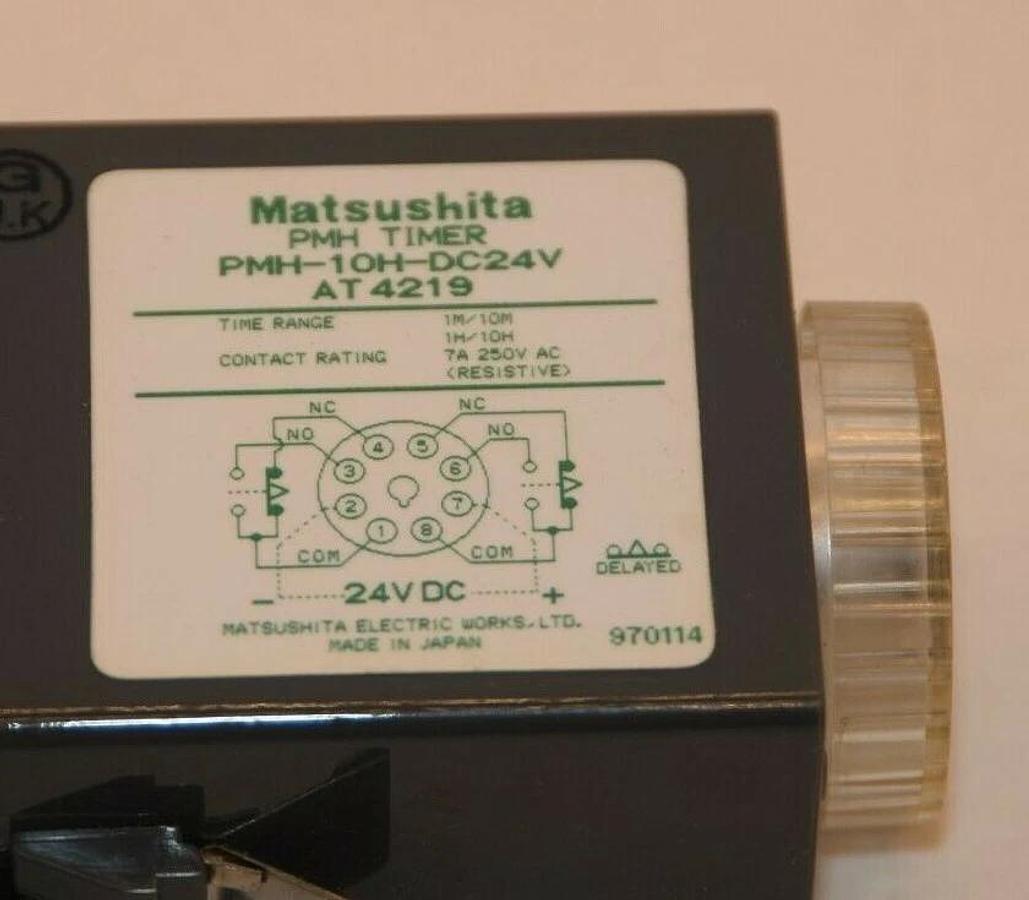 G
.K
Matsushita
PMH TIMER
PMH-10H-DC24V
AT4219
TIME RANGE 1M/10M
1H/10H
CONTACT RATING 7A 250V AC
(RESISTIVE)
NC NC
NO NO
4 5
3 6
2 7
1 8
COM COM
DELAYED
- 24V DC +
MATSUSHITA ELECTRIC WORKS,LTD.
MADE IN JAPAN
970114